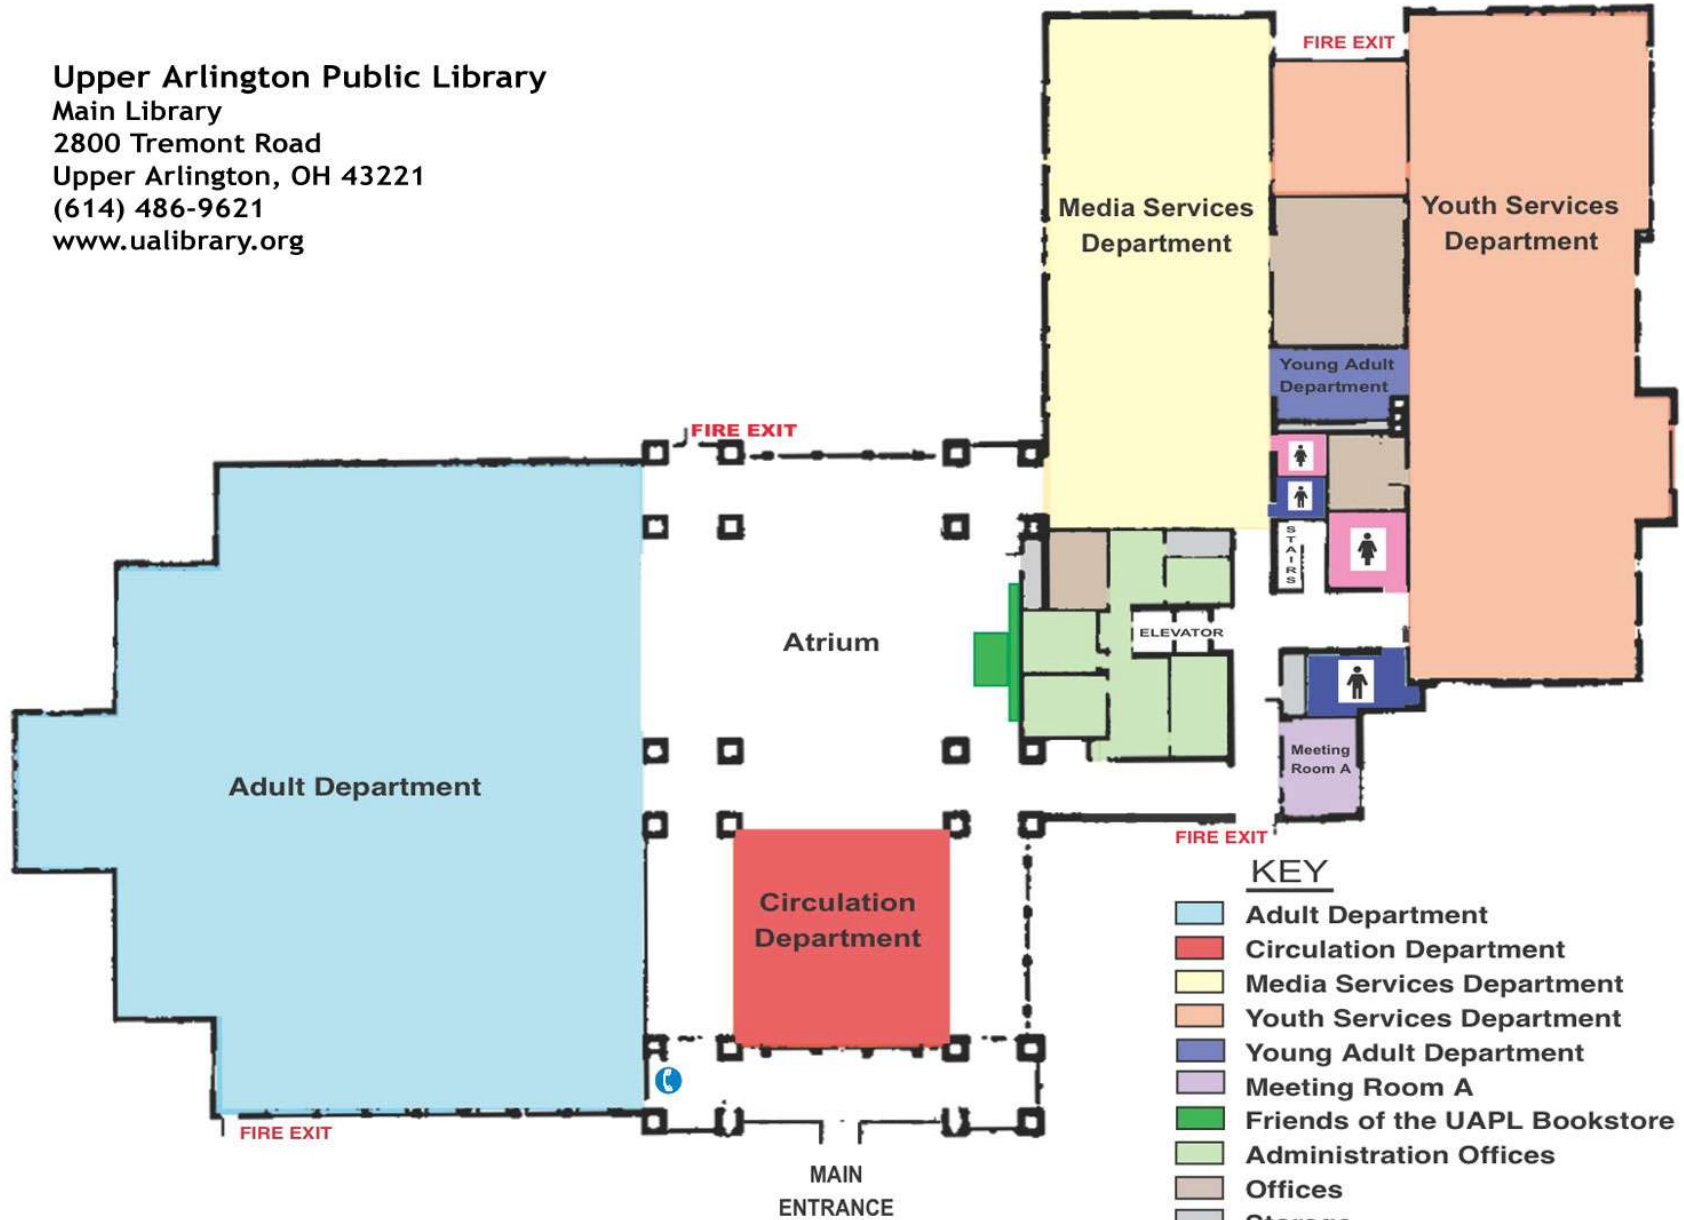 Upper Arlington Public Library
Main Library
2800 Tremont Road
Upper Arlington, OH 43221
(614) 486-9621
www.ualibrary.org
FIRE EXIT
Media Services
Department
Youth Services
Department
Young Adult
Department
FIRE EXIT
STAIRS
Atrium
ELEVATOR
Adult Department
Meeting
Room A
FIRE EXIT
Circulation
Department
FIRE EXIT
MAIN
ENTRANCE
KEY
Adult Department
Circulation Department
Media Services Department
Youth Services Department
Young Adult Department
Meeting Room A
Friends of the UAPL Bookstore
Administration Offices
Offices
Storage